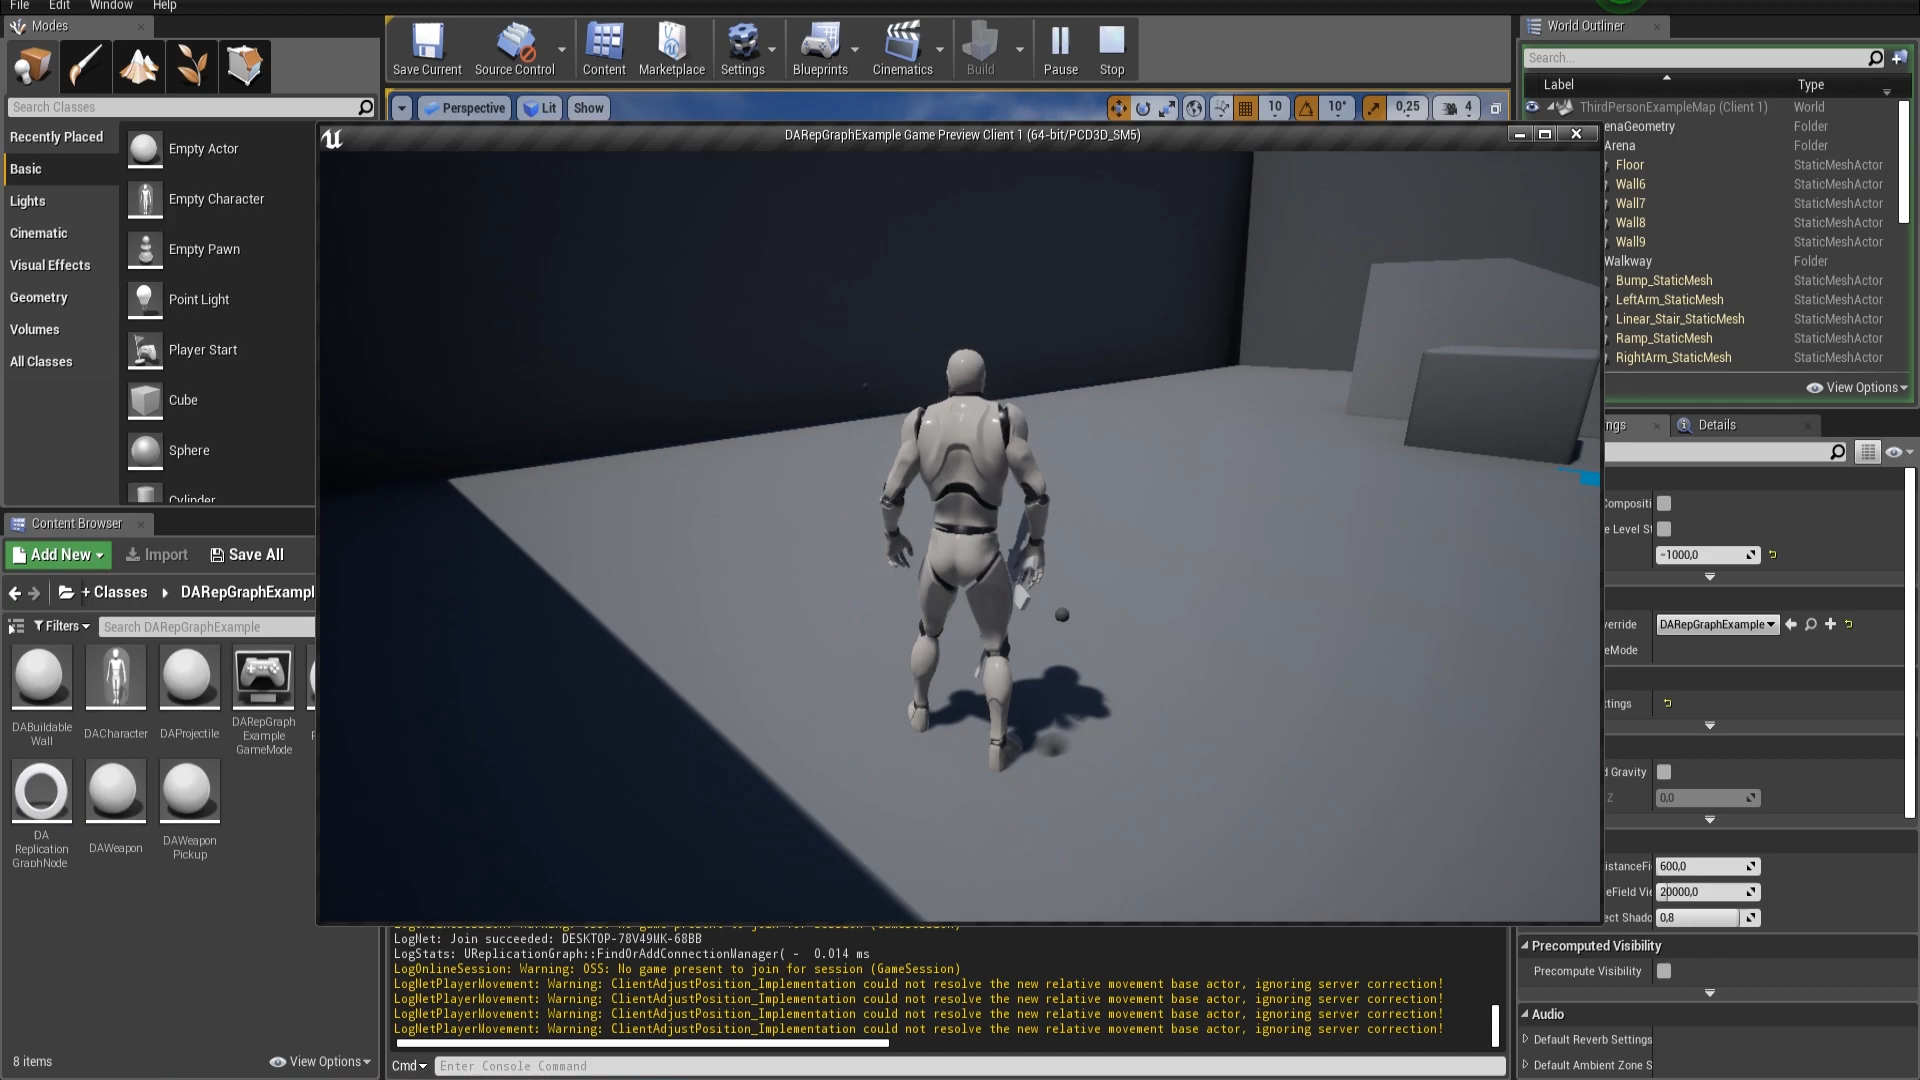 File Edit Window Help
Modes
Save Current
Source Control
Content
Marketplace
Settings
Blueprints
Cinematics
Build
Pause
Stop
World Outliner
Search...
Label Type
ThirdPersonExampleMap (Client 1) World
enaGeometry Folder
Arena Folder
Floor StaticMeshActor
Wall6 StaticMeshActor
Wall7 StaticMeshActor
Wall8 StaticMeshActor
Wall9 StaticMeshActor
Walkway Folder
Bump_StaticMesh StaticMeshActor
LeftArm_StaticMesh StaticMeshActor
Linear_Stair_StaticMesh StaticMeshActor
Ramp_StaticMesh StaticMeshActor
RightArm_StaticMesh StaticMeshActor
View Options
Search Classes
Recently Placed
Basic
Lights
Cinematic
Visual Effects
Geometry
Volumes
All Classes
Empty Actor
Empty Character
Empty Pawn
Point Light
Player Start
Cube
Sphere
Cylinder
Perspective Lit Show
10 10° 0,25 4
DARepGraphExample Game Preview Client 1 (64-bit/PCD3D_SM5)
ngs Details
Compositi
e Level St
-1000,0
erride DARepGraphExample
eMode
ttings
d Gravity
Z 0,0
istanceFi 600,0
eField Vie 20000,0
ect Shado 0,8
Precomputed Visibility
Precompute Visibility
Audio
Default Reverb Settings
Default Ambient Zone S
Content Browser
Add New Import Save All
Classes DARepGraphExampl
Filters Search DARepGraphExample
DABuildable
Wall
DACharacter
DAProjectile
DARepGraph
Example
GameMode
DA
Replication
GraphNode
DAWeapon
DAWeapon
Pickup
8 items View Options
LogNet: Join succeeded: DESKTOP-78V49MK-68BB
LogStats: UReplicationGraph::FindOrAddConnectionManager( - 0.014 ms
LogOnlineSession: Warning: OSS: No game present to join for session (GameSession)
LogNetPlayerMovement: Warning: ClientAdjustPosition_Implementation could not resolve the new relative movement base actor, ignoring server correction!
LogNetPlayerMovement: Warning: ClientAdjustPosition_Implementation could not resolve the new relative movement base actor, ignoring server correction!
LogNetPlayerMovement: Warning: ClientAdjustPosition_Implementation could not resolve the new relative movement base actor, ignoring server correction!
LogNetPlayerMovement: Warning: ClientAdjustPosition_Implementation could not resolve the new relative movement base actor, ignoring server correction!
Cmd Enter Console Command